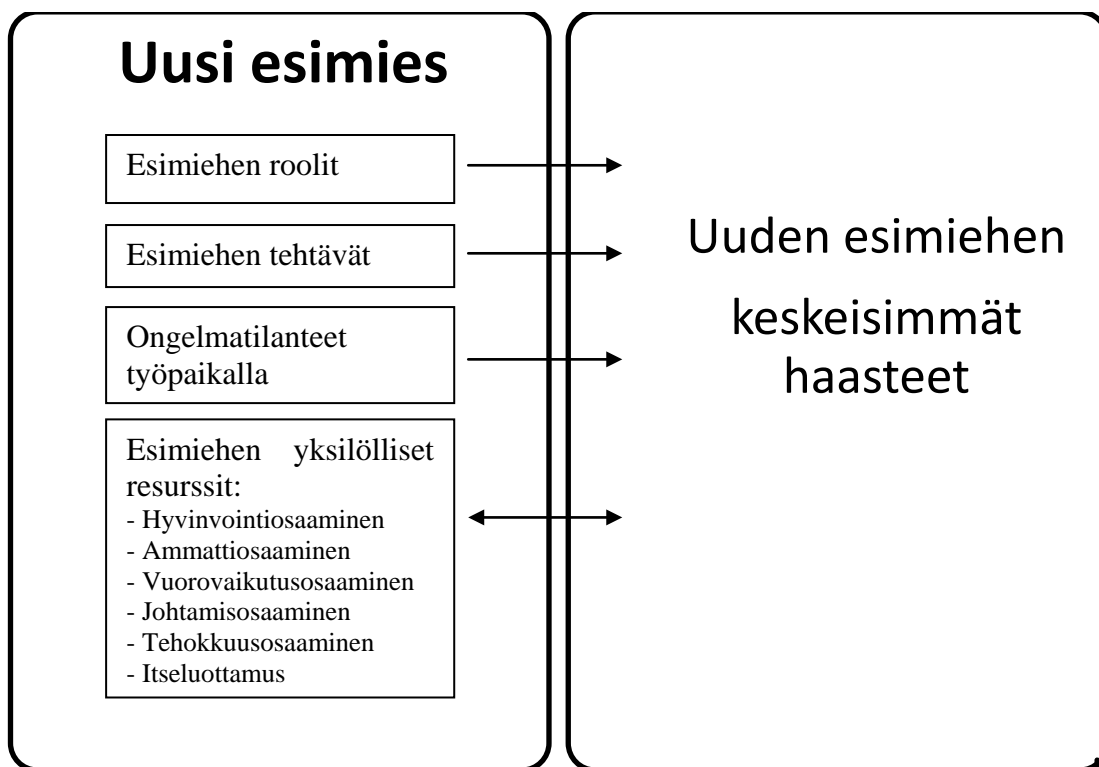 Uusi esimies
Esimiehen roolit
Esimiehen tehtävät
Ongelmatilanteet
työpaikalla
Esimiehen yksilölliset
resurssit:
- Hyvinvointiosaaminen
- Ammattiosaaminen
- Vuorovaikutusosaaminen
- Johtamisosaaminen
- Tehokkuusosaaminen
- Itseluottamus
Uuden esimiehen
keskeisimmät
haasteet